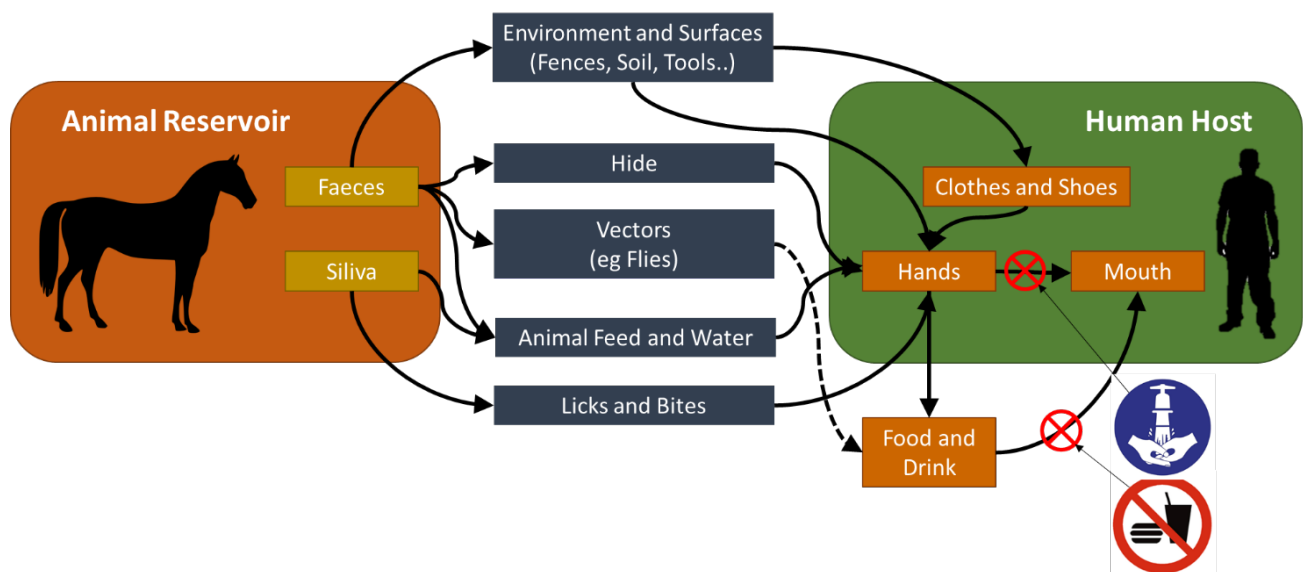 Environment and Surfaces
(Fences, Soil, Tools..)
Animal Reservoir
Human Host
Hide
Faeces
Clothes and Shoes
Vectors
(eg Flies)
Siliva
Hands
Mouth
Animal Feed and Water
Licks and Bites
Food and
Drink